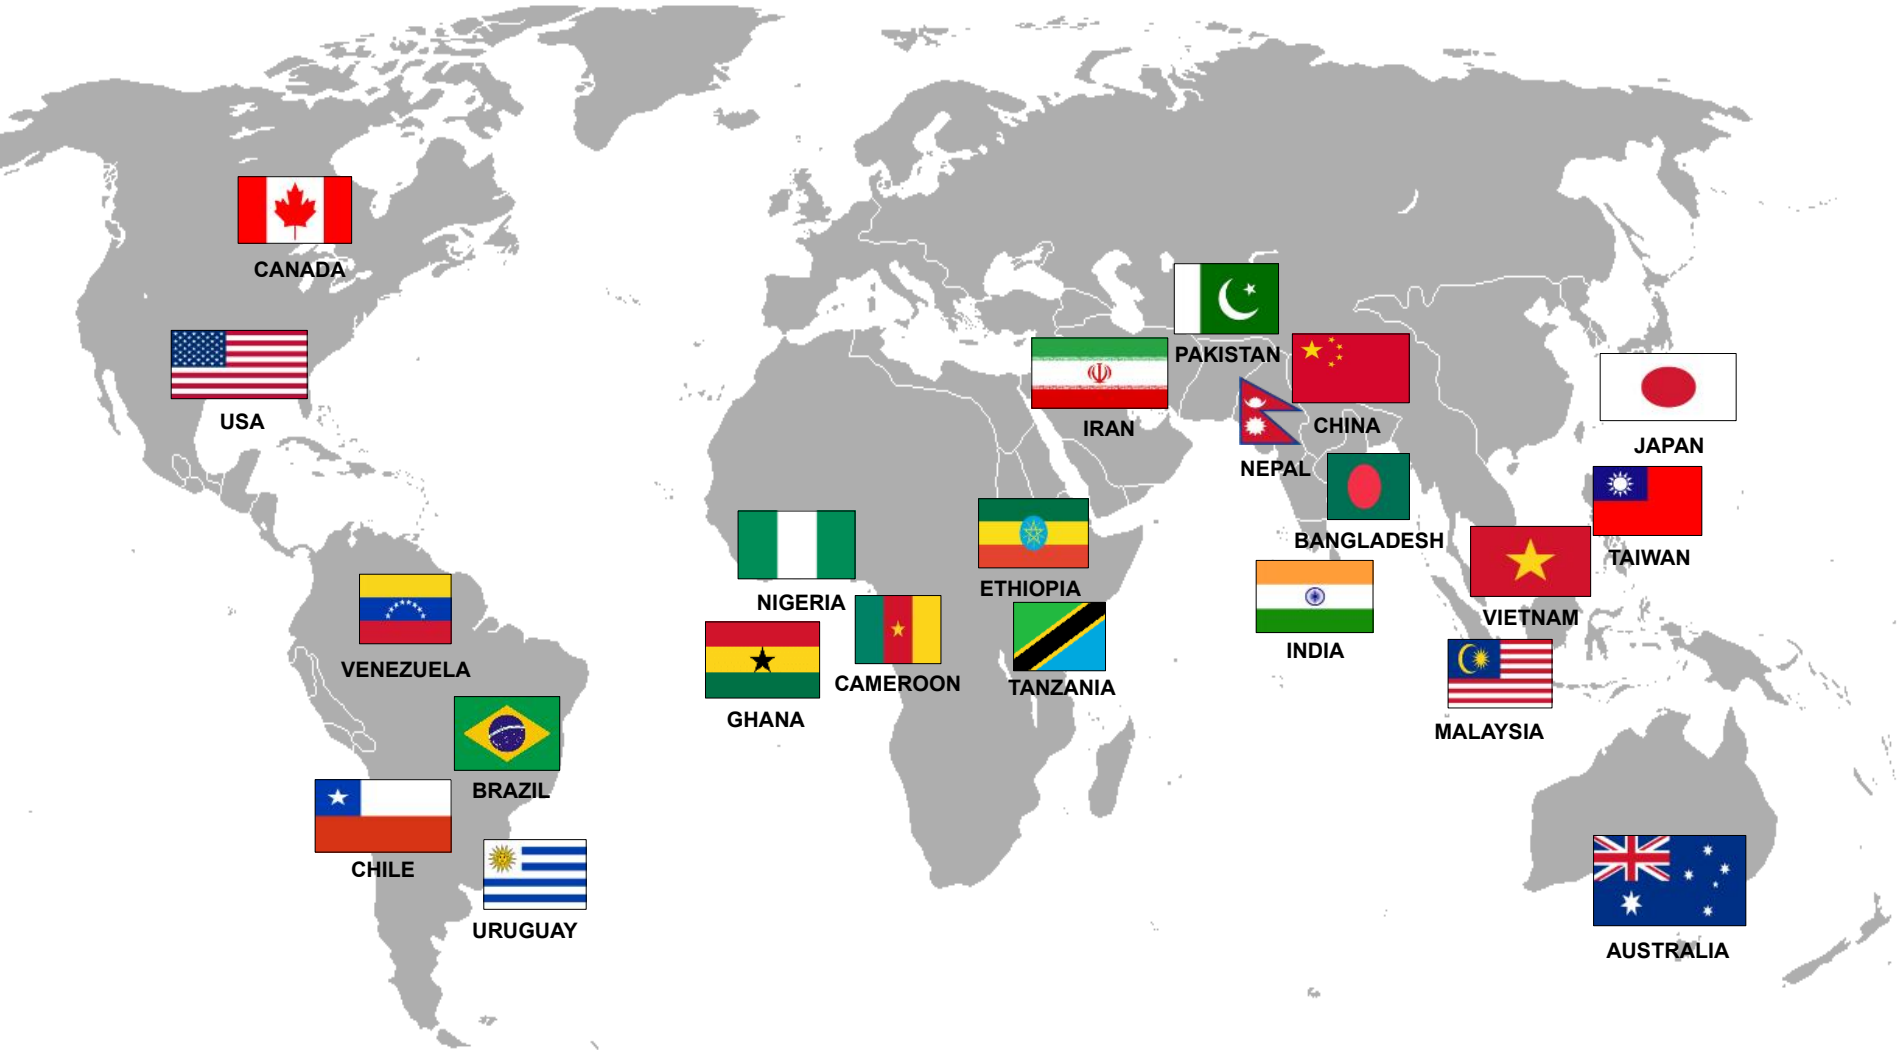 CANADA
USA
PAKISTAN
IRAN
CHINA
JAPAN
NEPAL
BANGLADESH
TAIWAN
NIGERIA
ETHIOPIA
VIETNAM
INDIA
VENEZUELA
CAMEROON
TANZANIA
GHANA
MALAYSIA
BRAZIL
CHILE
URUGUAY
AUSTRALIA